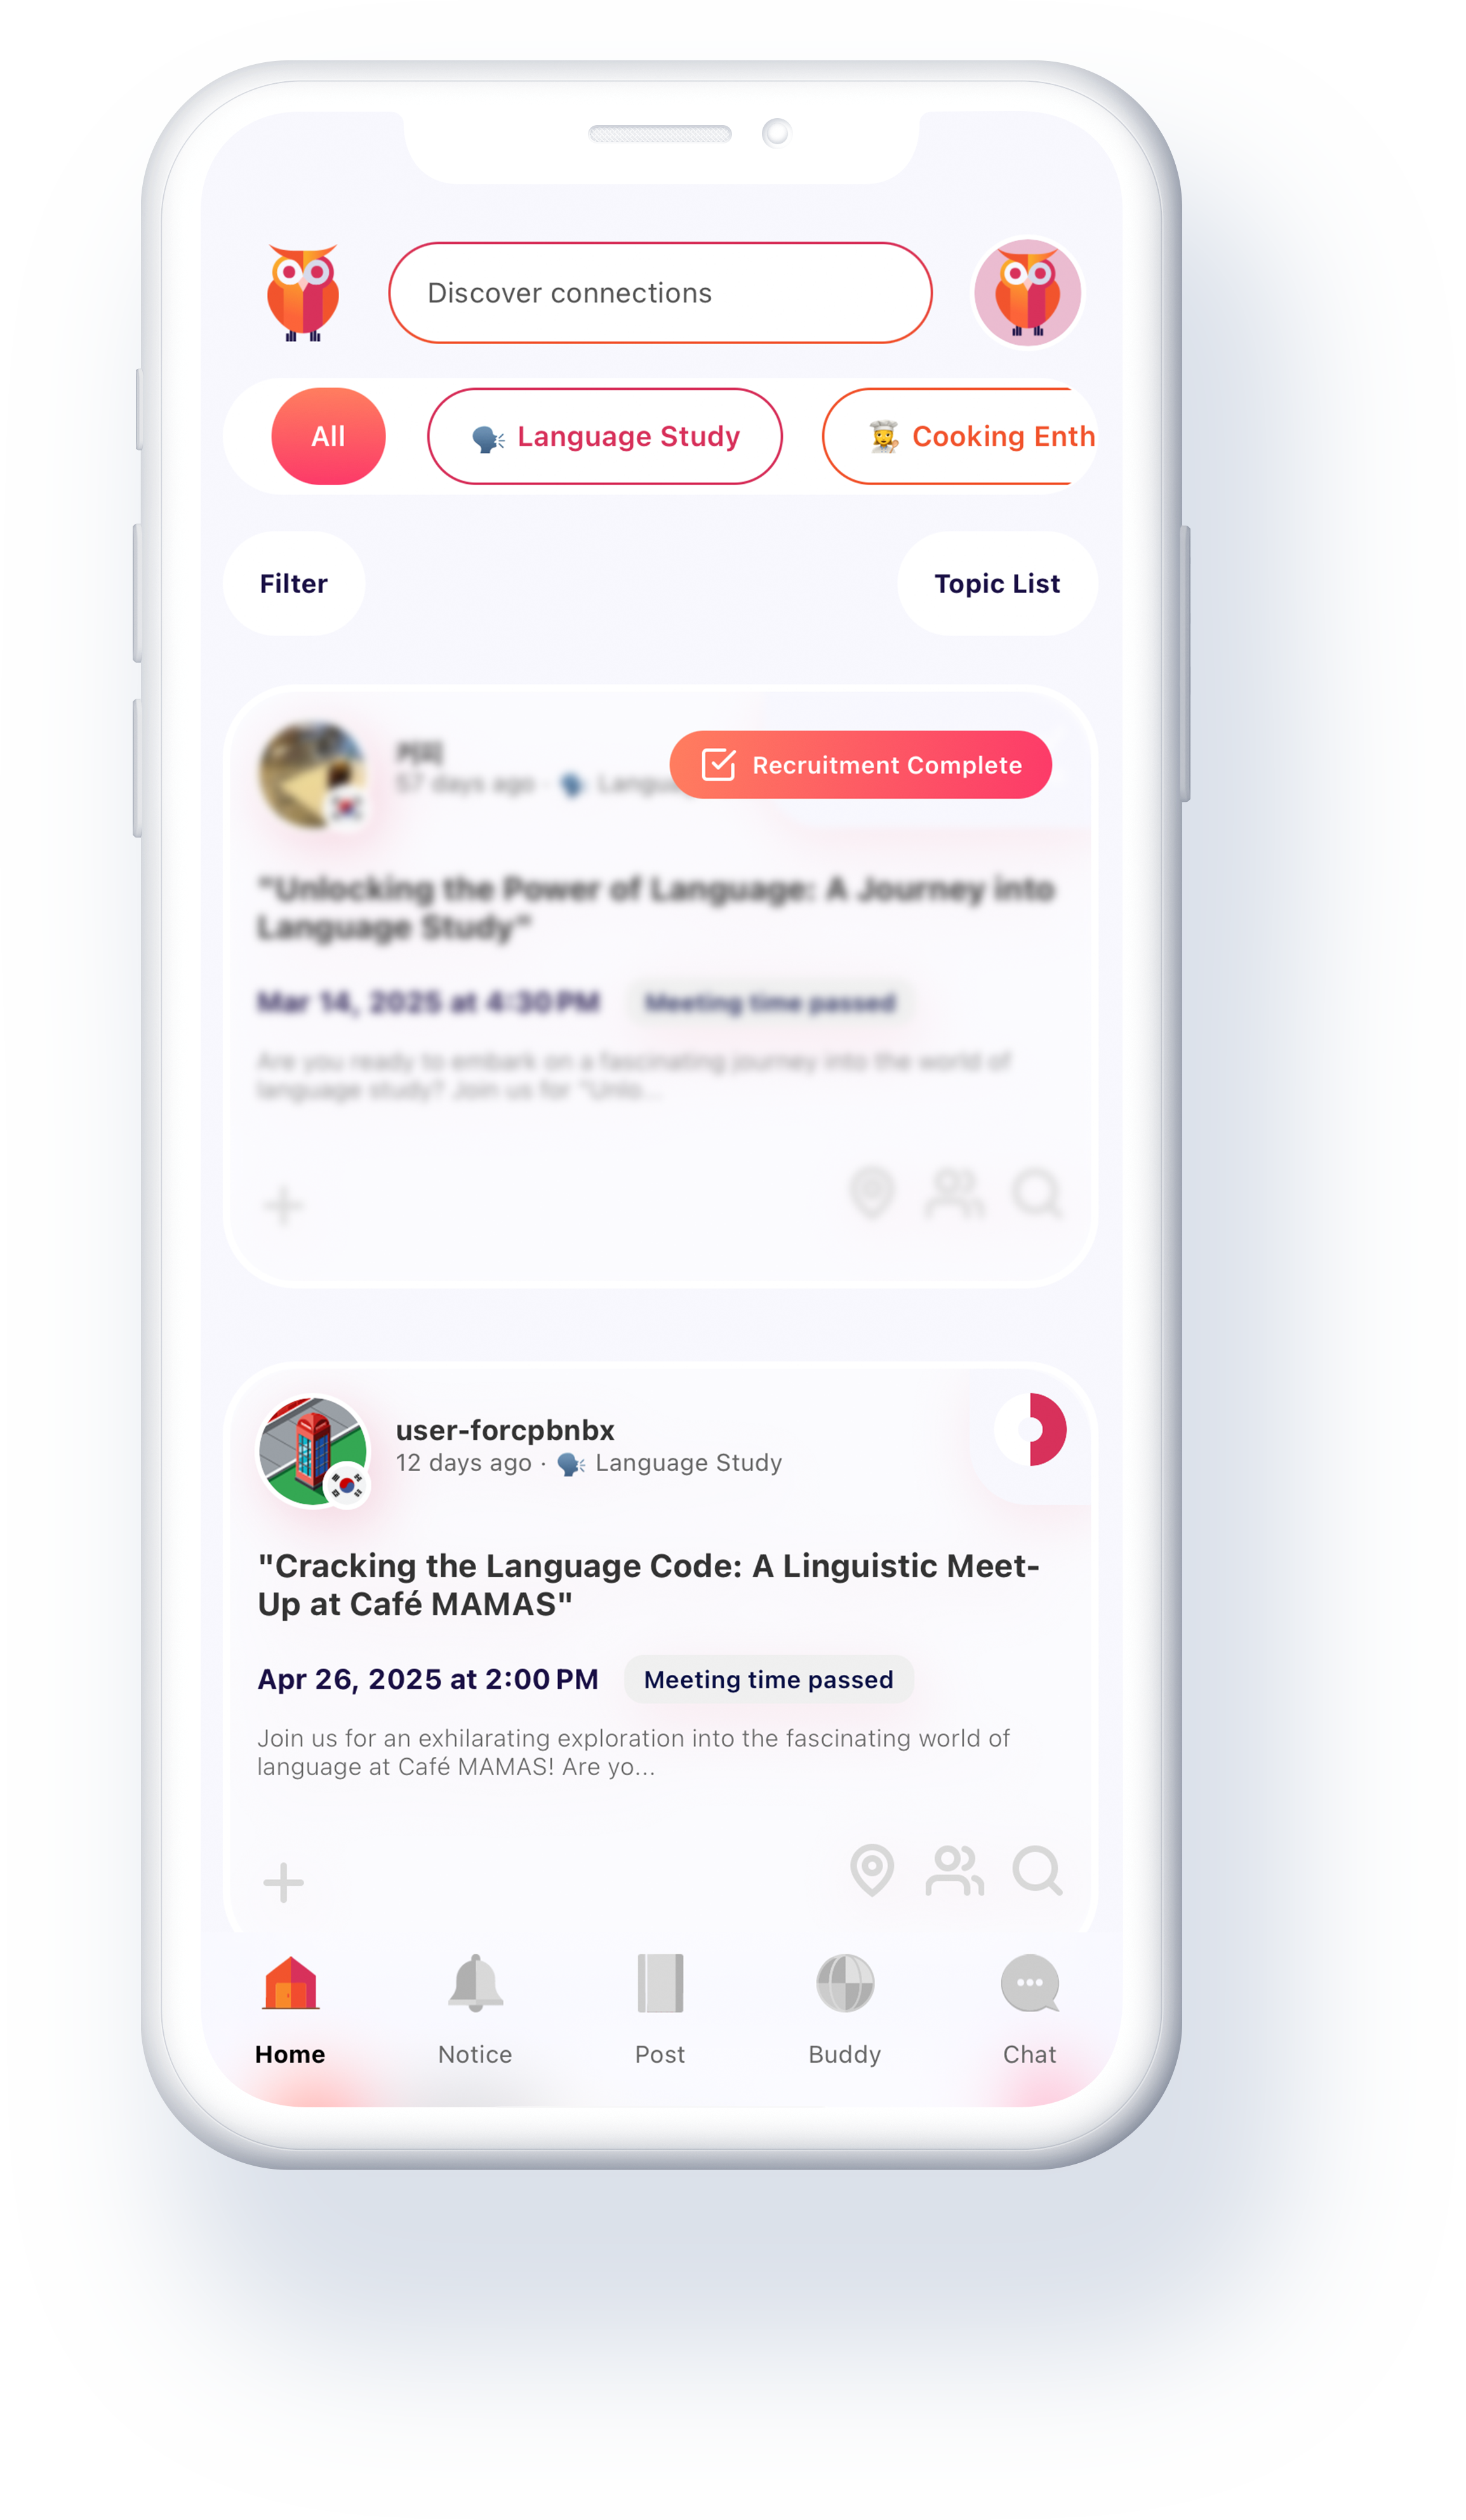 Discover connections
All
Language Study
Cooking Enth
Filter
Topic List
Recruitment Complete
57 days ago ·
"Unlocking the Power of Language: A Journey into
Language Study"
Mar 14, 2025 at 4:30 PM
Meeting time passed
Are you ready to embark on a fascinating journey into the world of
language study? Join us for "Unlo...
user-forcpbnbx
12 days ago · Language Study
"Cracking the Language Code: A Linguistic Meet-
Up at Café MAMAS"
Apr 26, 2025 at 2:00 PM
Meeting time passed
Join us for an exhilarating exploration into the fascinating world of
language at Café MAMAS! Are yo...
Home
Notice
Post
Buddy
Chat